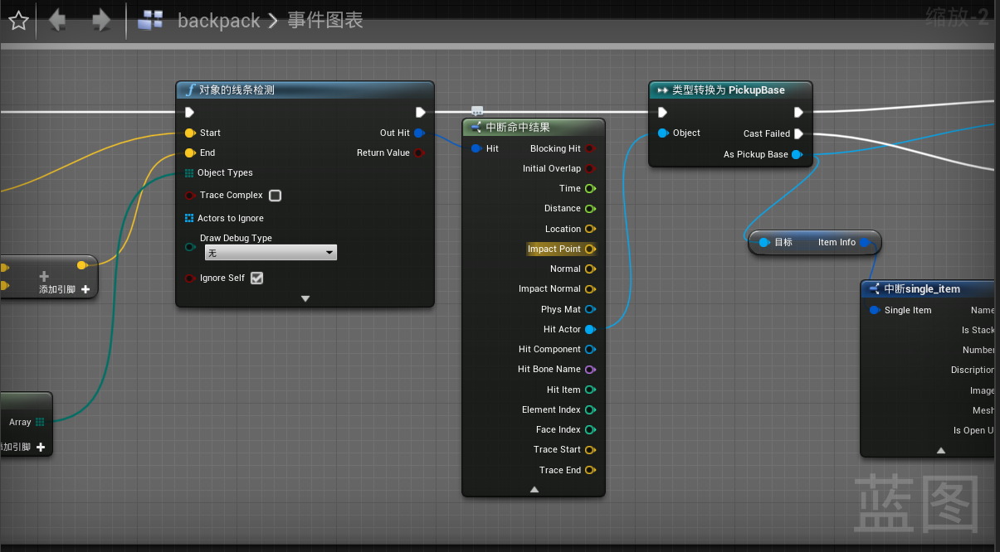 backpack > 事件图表
缩放-2
对象的线条检测
Start
End
Object Types
Trace Complex
Actors to Ignore
Draw Debug Type
无
Ignore Self
Out Hit
Return Value
添加引脚
Array
加引脚
中断命中结果
Hit
Blocking Hit
Initial Overlap
Time
Distance
Location
Impact Point
Normal
Impact Normal
Phys Mat
Hit Actor
Hit Component
Hit Bone Name
Hit Item
Element Index
Face Index
Trace Start
Trace End
类型转换为 PickupBase
Object
Cast Failed
As Pickup Base
目标
Item Info
中断single_item
Single Item
Name
Is Stack
Number
Discription
Image
Mesh
Is Open U
蓝图